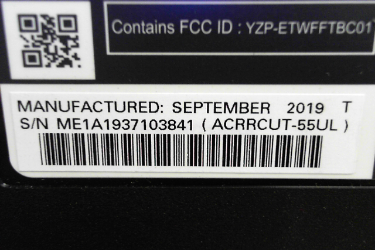 Contains FCC ID : YZP-ETWFFTBC01
MANUFACTURED: SEPTEMBER 2019 T
S/N ME1A1937103841 ( ACRRCUT-55UL )